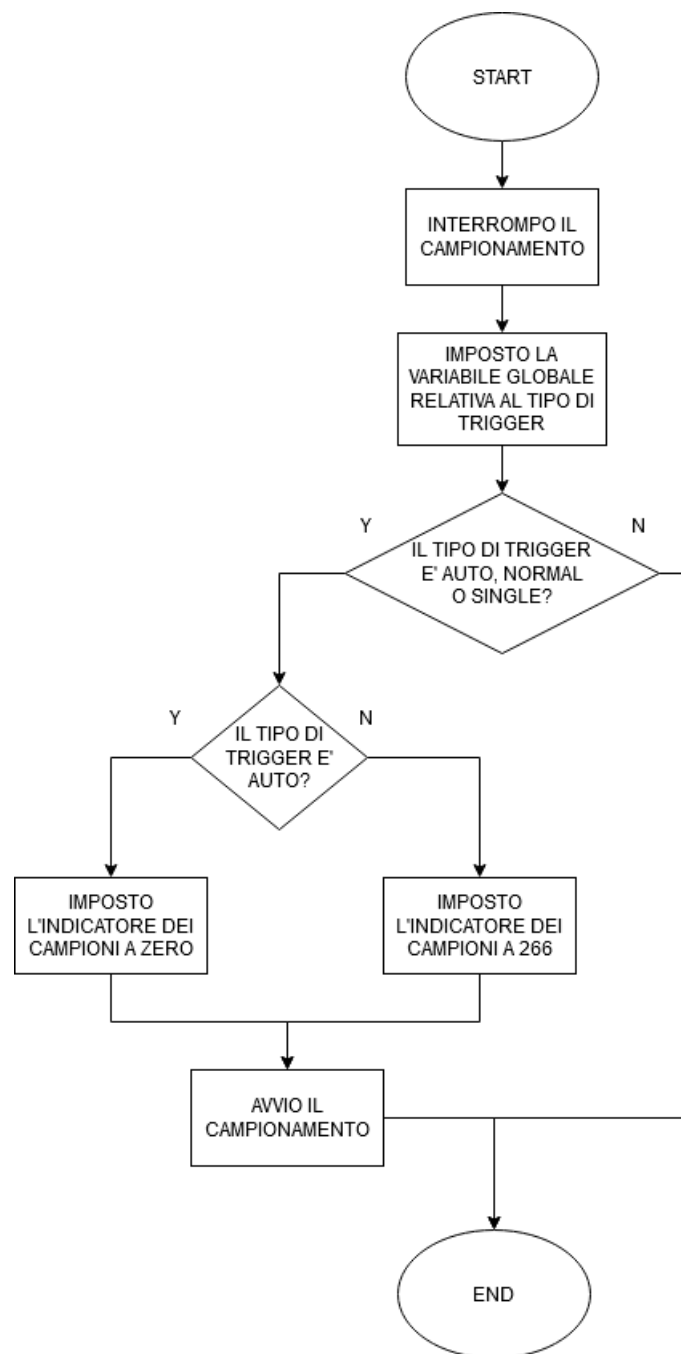 START
INTERROMPO IL
CAMPIONAMENTO
IMPOSTO LA
VARIABILE GLOBALE
RELATIVA AL TIPO DI
TRIGGER
Y
N
IL TIPO DI TRIGGER
E' AUTO, NORMAL
O SINGLE?
Y
N
IL TIPO DI
TRIGGER E'
AUTO?
IMPOSTO
L'INDICATORE DEI
CAMPIONI A ZERO
IMPOSTO
L'INDICATORE DEI
CAMPIONI A 266
AVVIO IL
CAMPIONAMENTO
END